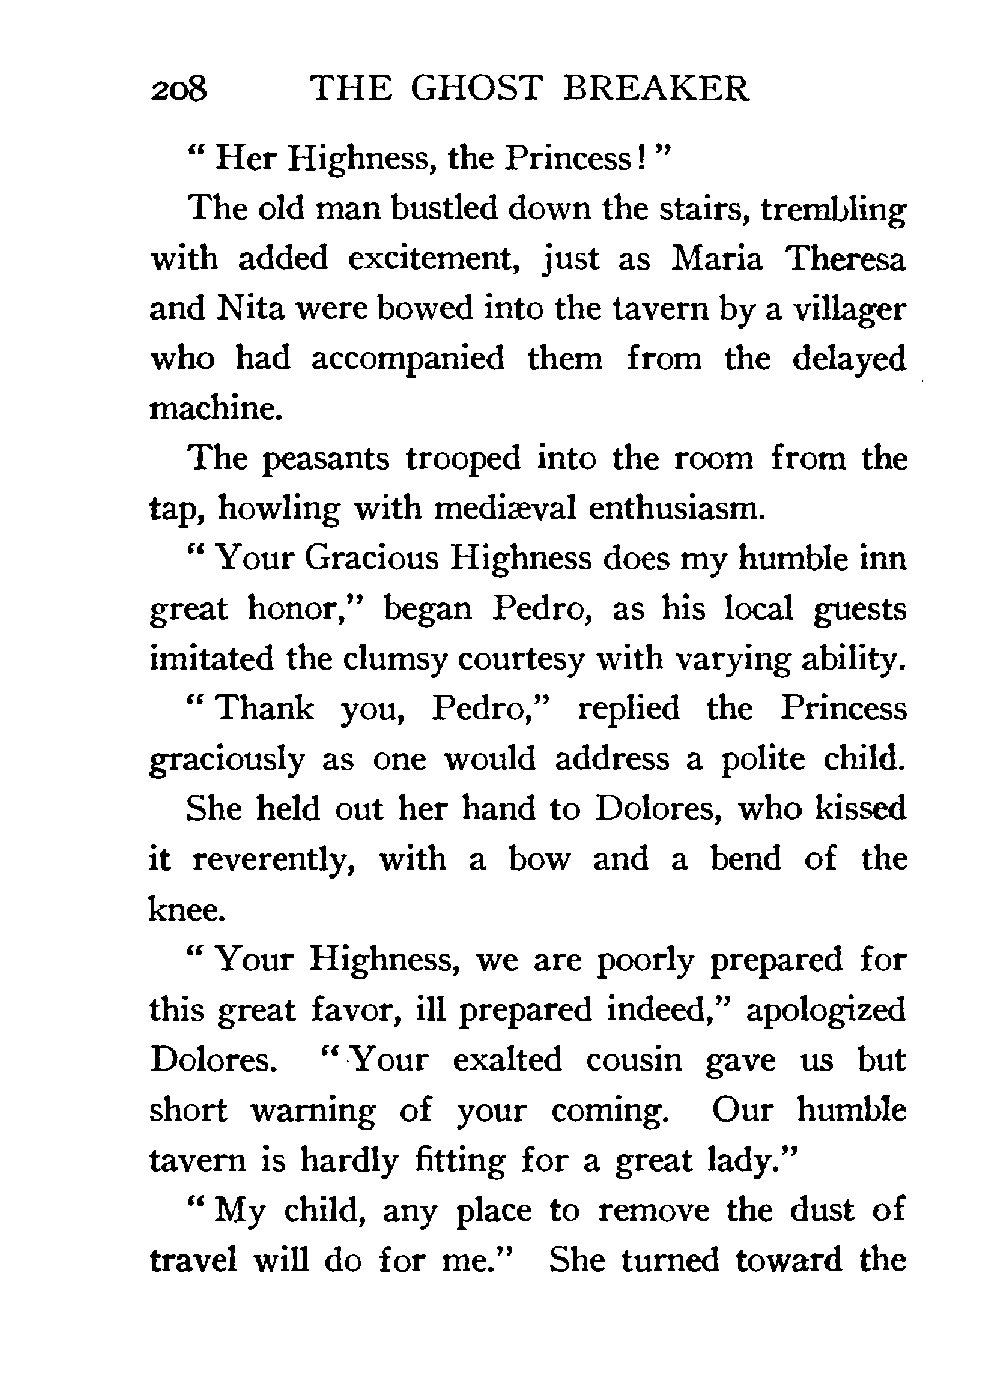 208 THE GHOST BREAKER
“ Her Highness, the Princess! ”
The old man bustled down the stairs, trembling
with added excitement, just as Maria Theresa
and Nita were bowed into the tavern by a villager
who had accompanied them from the delayed
machine.
The peasants trooped into the room from the
tap, howling with mediæval enthusiasm.
“ Your Gracious Highness does my humble inn
great honor,” began Pedro, as his local guests
imitated the clumsy courtesy with varying ability.
“ Thank you, Pedro,” replied the Princess
graciously as one would address a polite child.
She held out her hand to Dolores, who kissed
it reverently, with a bow and a bend of the
knee.
“ Your Highness, we are poorly prepared for
this great favor, ill prepared indeed,” apologized
Dolores. “ Your exalted cousin gave us but
short warning of your coming. Our humble
tavern is hardly fitting for a great lady.”
“ My child, any place to remove the dust of
travel will do for me.” She turned toward the